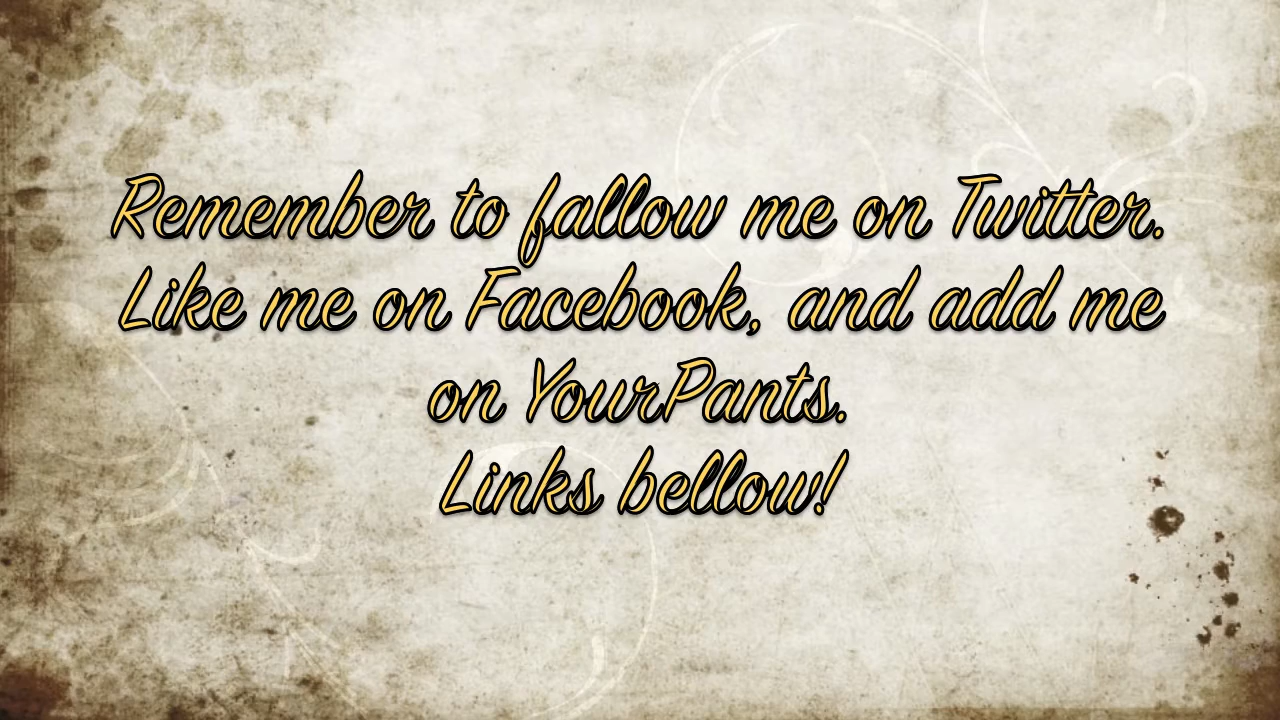 Remember to fallow me on Twitter.
Like me on Facebook, and add me
on YourPants.
Links bellow!